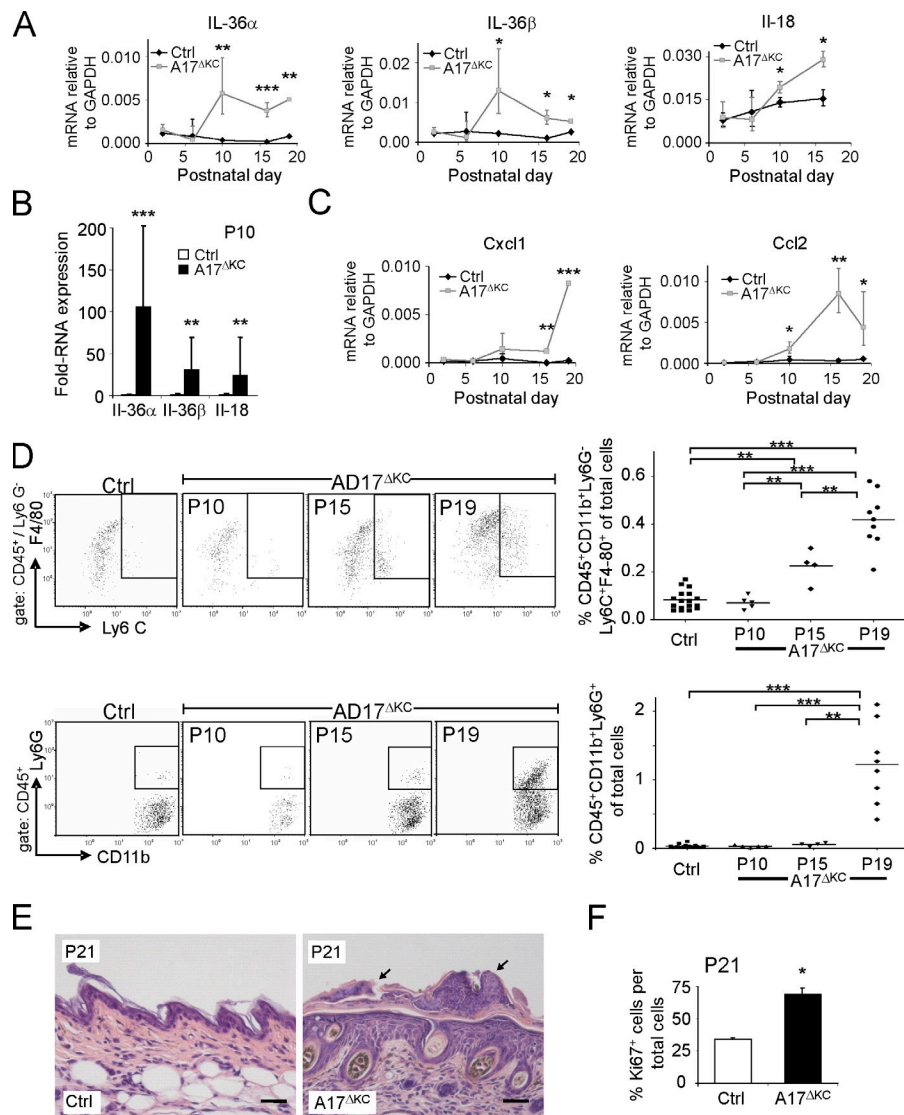 A
IL-36α
mRNA relative
to GAPDH
0.010
0.005
0.000
Ctrl
A17ΔKC
**
***
**
0 5 10 15 20
Postnatal day
IL-36β
mRNA relative
to GAPDH
0.02
0.01
0.00
Ctrl
A17ΔKC
*
*
*
0 5 10 15 20
Postnatal day
Il-18
mRNA relative
to GAPDH
0.030
0.015
0.000
Ctrl
A17ΔKC
*
*
0 5 10 15 20
Postnatal day
B
P10
Fold-RNA expression
200
150
100
50
0
***
**
**
Ctrl
A17ΔKC
Il-36α Il-36β Il-18
C
Cxcl1
mRNA relative
to GAPDH
0.010
0.005
0.000
Ctrl
A17ΔKC
**
***
0 5 10 15 20
Postnatal day
Ccl2
mRNA relative
to GAPDH
0.010
0.005
0.000
Ctrl
A17ΔKC
*
**
*
0 5 10 15 20
Postnatal day
D
Ctrl
AD17ΔKC
P10
P15
P19
gate: CD45+/ Ly6 G-
F4/80
Ly6 C
% CD45+CD11b+Ly6G-
Ly6C+F4-80+ of total cells
0.6
0.4
0.2
0.0
***
**
***
**
**
Ctrl P10 P15 P19
A17ΔKC
Ctrl
AD17ΔKC
P10
P15
P19
gate: CD45+
Ly6G
CD11b
% CD45+CD11b+Ly6G+
of total cells
2
1
0
***
***
**
Ctrl P10 P15 P19
A17ΔKC
E
P21
Ctrl
P21
A17ΔKC
F
P21
% Ki67+ cells per
total cells
75
50
25
0
*
Ctrl A17ΔKC